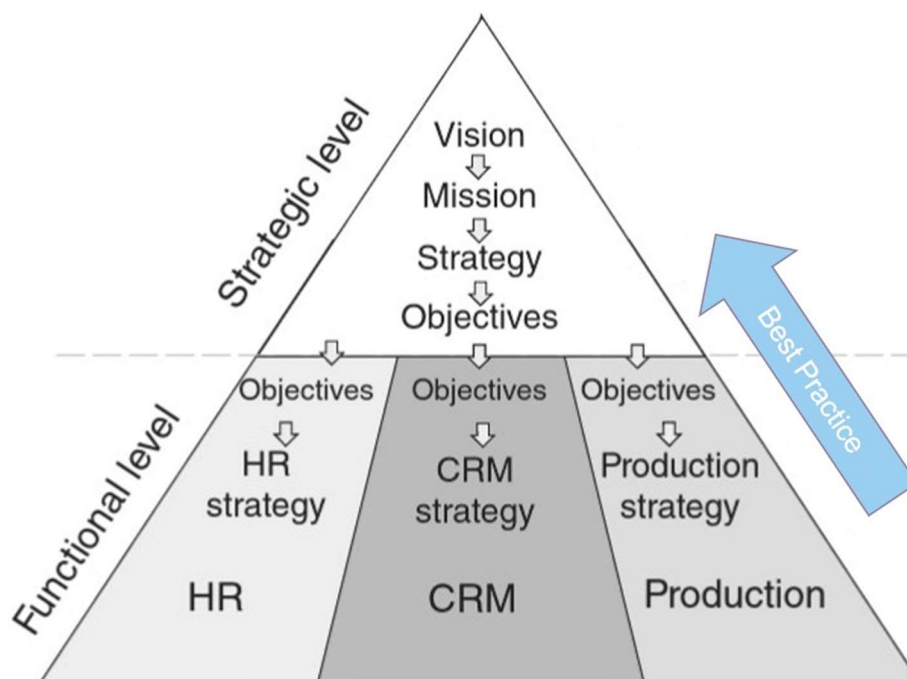 Strategic level
Vision
Mission
Strategy
Objectives
Best Practice
Functional level
Objectives
Objectives
Objectives
HR
strategy
CRM
strategy
Production
strategy
HR
CRM
Production